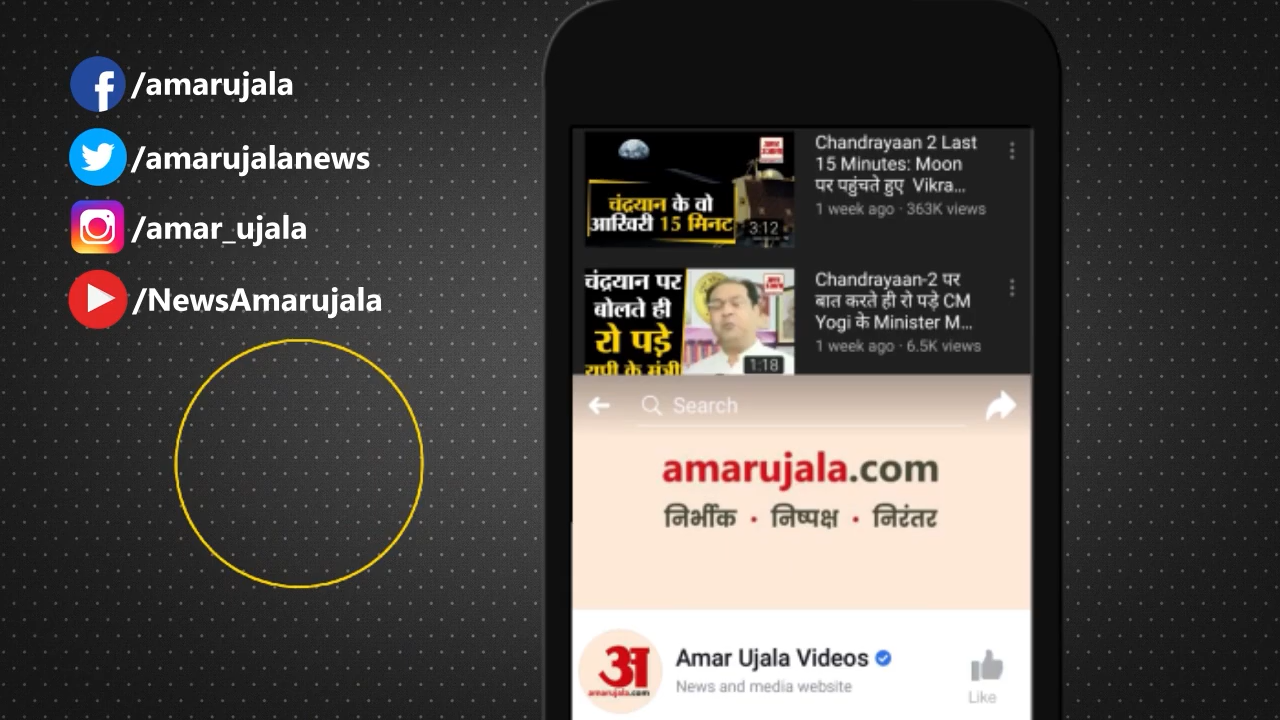 /amarujala
/amarujalanews
/amar_ujala
/NewsAmarujala
चंद्रयान के वो
आखिरी 15 मिनट
3:12
Chandrayaan 2 Last
15 Minutes: Moon
पर पहुंचते हुए Vikra...
1 week ago · 363K views
चंद्रयान पर
बोलते ही
रो पड़े
यूपी के मंत्री
1:18
Chandrayaan-2 पर
बात करते ही रो पड़े CM
Yogi के Minister M...
1 week ago · 6.5K views
Search
amarujala.com
निर्भीक • निष्पक्ष • निरंतर
अ
amarujala.com
Amar Ujala Videos
News and media website
Like